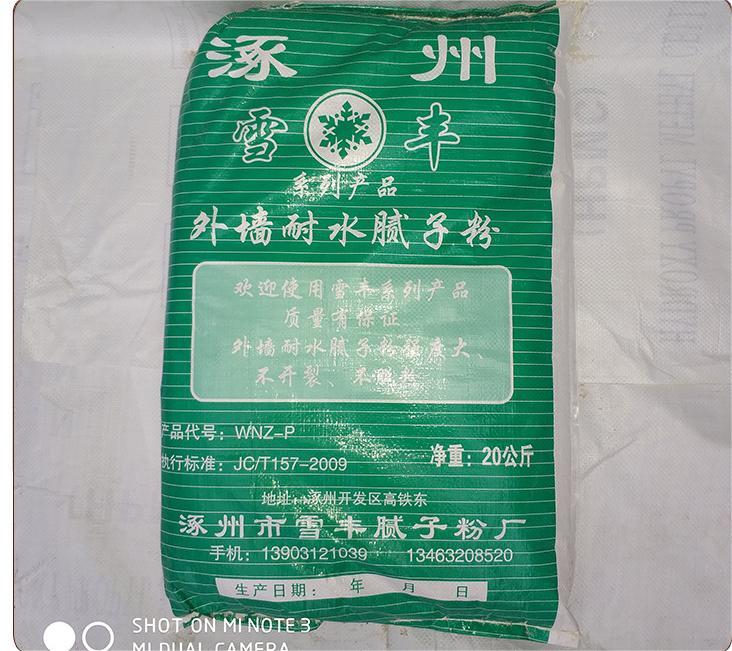 涿州
雪丰
系列产品
外墙耐水腻子粉
欢迎使用雪丰系列产品
质量有保证
外墙耐水腻子粉强度大、
不开裂、不脱粉
产品代号：WNZ-P
执行标准：JC/T157-2009
净重：20公斤
地址：涿州开发区高铁东
涿州市雪丰腻子粉厂
手机：13903121039 13463208520
生产日期： 年 月 日
SHOT ON MI NOTE 3
MI DUAL CAMERA